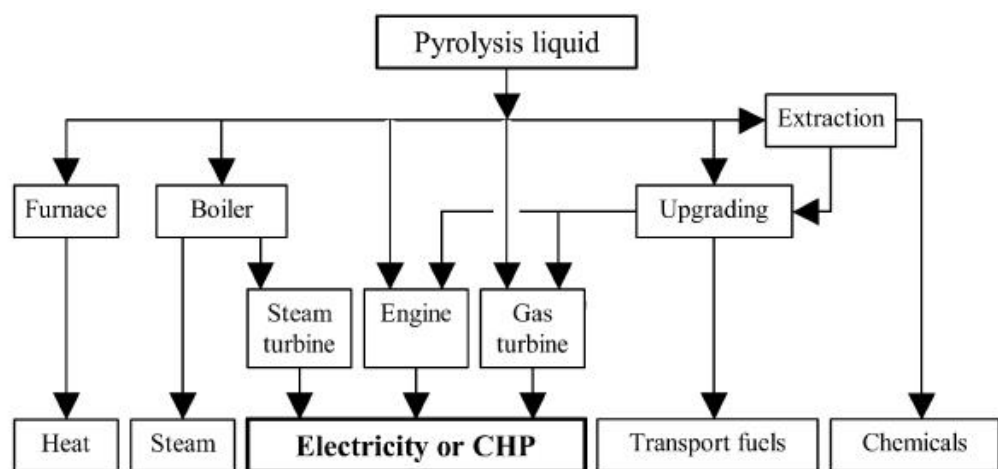 Pyrolysis liquid
Extraction
Furnace
Boiler
Upgrading
Steam
turbine
Engine
Gas
turbine
Heat
Steam
Electricity or CHP
Transport fuels
Chemicals